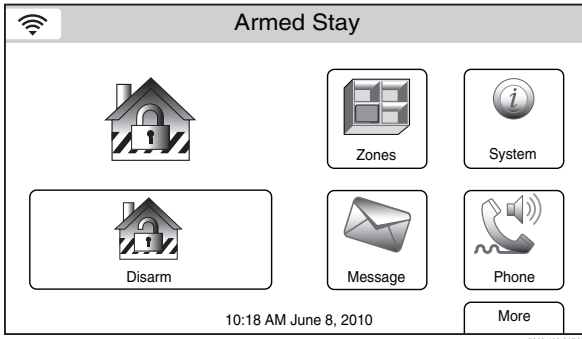 Armed Stay
Zones
System
Disarm
Message
Phone
10:18 AM June 8, 2010
More